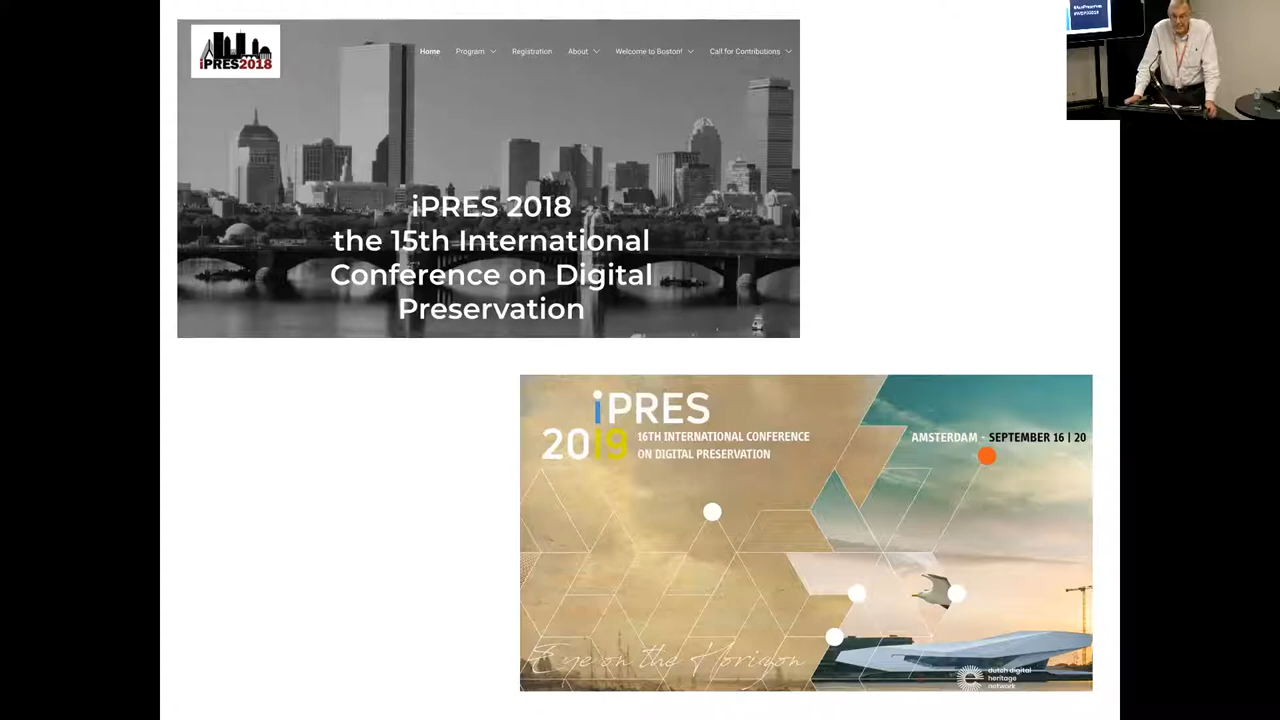 iPRES2018
Home Program Registration About Welcome to Boston! Call for Contributions
iPRES 2018
the 15th International
Conference on Digital
Preservation
iPRES
2019
16TH INTERNATIONAL CONFERENCE
ON DIGITAL PRESERVATION
AMSTERDAM - SEPTEMBER 16 | 20
Eye on the Horizon
dutch digital
heritage
network